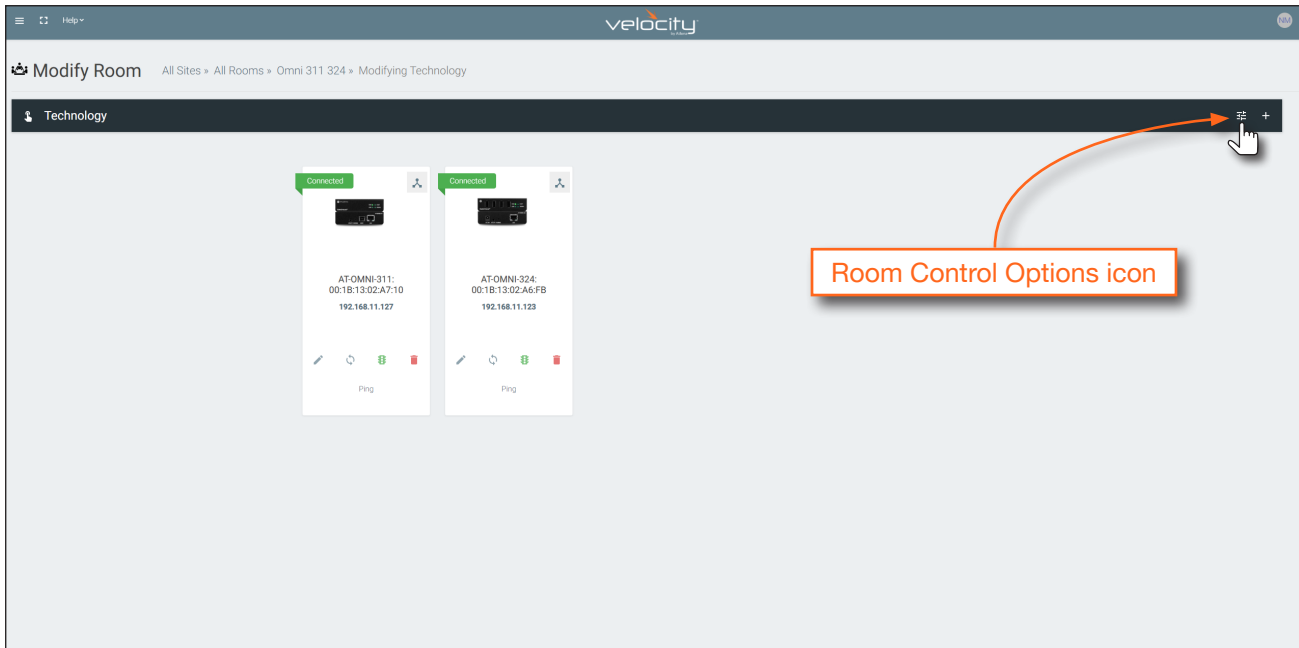 Help
velocity
NM
Modify Room All Sites » All Rooms » Omni 311 324 » Modifying Technology
Technology
Room Control Options icon
Connected
Connected
AT-OMNI-311:
00:1B:13:02:A7:10
192.168.11.127
AT-OMNI-324:
00:1B:13:02:A6:FB
192.168.11.123
Ping
Ping